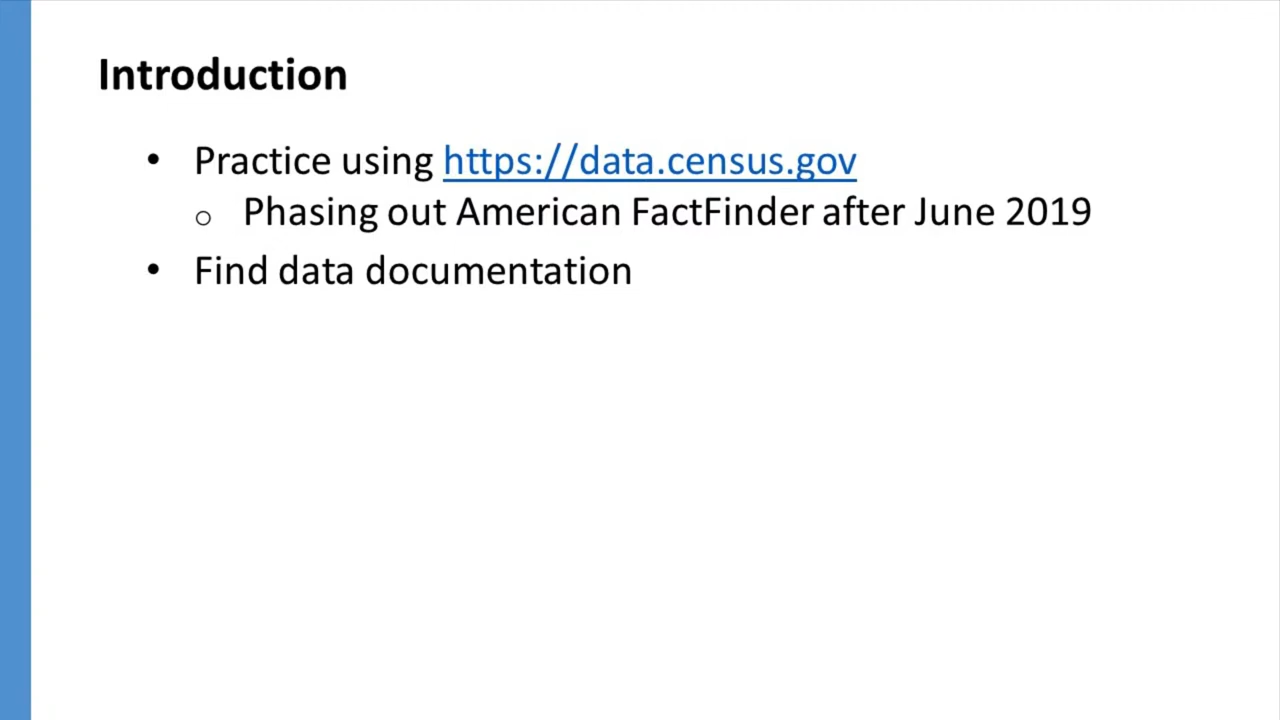 Introduction
• Practice using https://data.census.gov
o Phasing out American FactFinder after June 2019
• Find data documentation